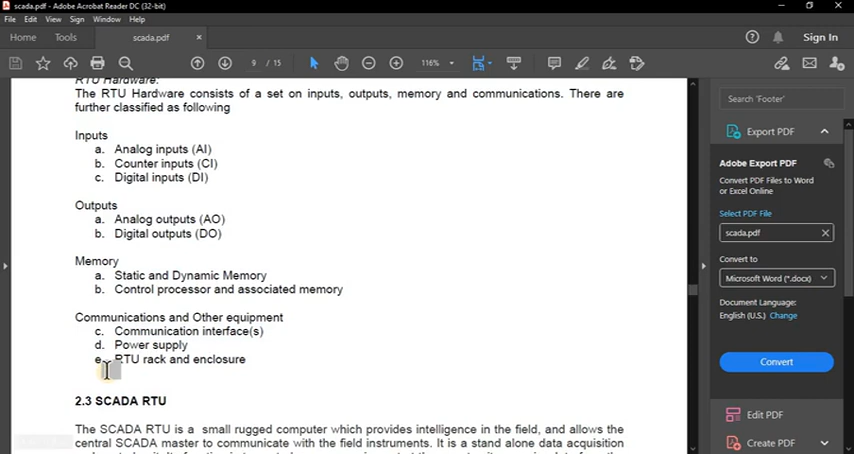 scada.pdf - Adobe Acrobat Reader DC (32-bit)
File Edit View Sign Window Help
Home Tools scada.pdf × Sign In
9 / 15 116%
RTU Hardware:
The RTU Hardware consists of a set on inputs, outputs, memory and communications. There are
further classified as following
Inputs
a. Analog inputs (AI)
b. Counter inputs (CI)
c. Digital inputs (DI)
Outputs
a. Analog outputs (AO)
b. Digital outputs (DO)
Memory
a. Static and Dynamic Memory
b. Control processor and associated memory
Communications and Other equipment
c. Communication interface(s)
d. Power supply
e. RTU rack and enclosure
2.3 SCADA RTU
The SCADA RTU is a small rugged computer which provides intelligence in the field, and allows the
central SCADA master to communicate with the field instruments. It is a stand alone data acquisition
Search 'Footer'
Export PDF
Adobe Export PDF
Convert PDF Files to Word
or Excel Online
Select PDF File
scada.pdf
Convert to
Microsoft Word (*.docx)
Document Language:
English (U.S.) Change
Convert
Edit PDF
Create PDF